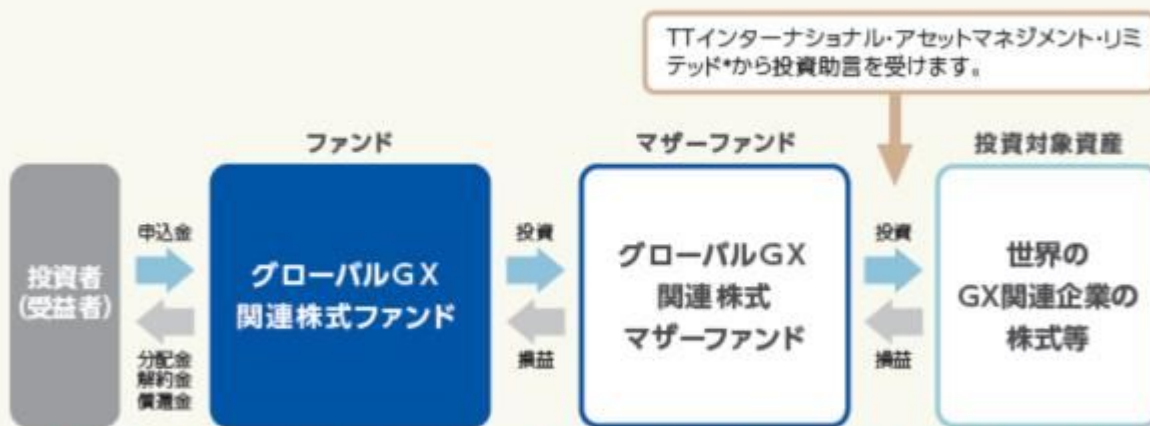 TTインターナショナル・アセットマネジメント・リミ
テッド*から投資助言を受けます。
ファンド
マザーファンド
投資対象資産
投資者
(受益者)
申込金
分配金
解約金
償還金
グローバルGX
関連株式ファンド
投資
損益
グローバルGX
関連株式
マザーファンド
投資
損益
世界の
GX関連企業の
株式等